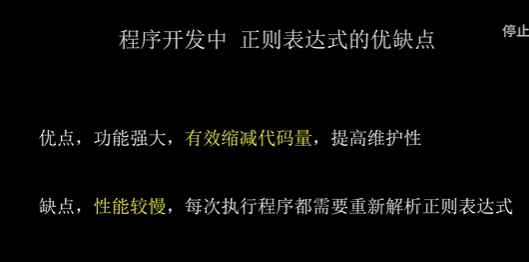 程序开发中 正则表达式的优缺点
停止
优点，功能强大，有效缩减代码量，提高维护性
缺点，性能较慢，每次执行程序都需要重新解析正则表达式